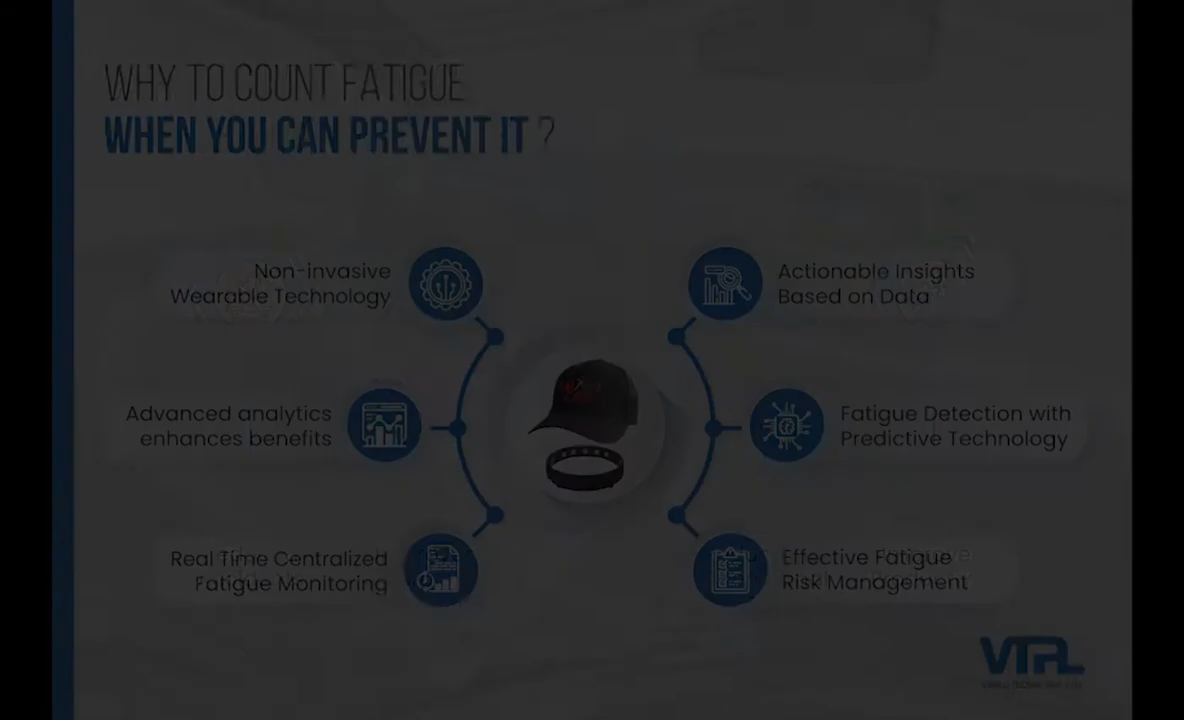 WHY TO COUNT FATIGUE
WHEN YOU CAN PREVENT IT ?
Non-invasive
Wearable Technology
Actionable Insights
Based on Data
Advanced analytics
enhances benefits
Fatigue Detection with
Predictive Technology
Real Time Centralized
Fatigue Monitoring
Effective Fatigue
Risk Management
VTPL